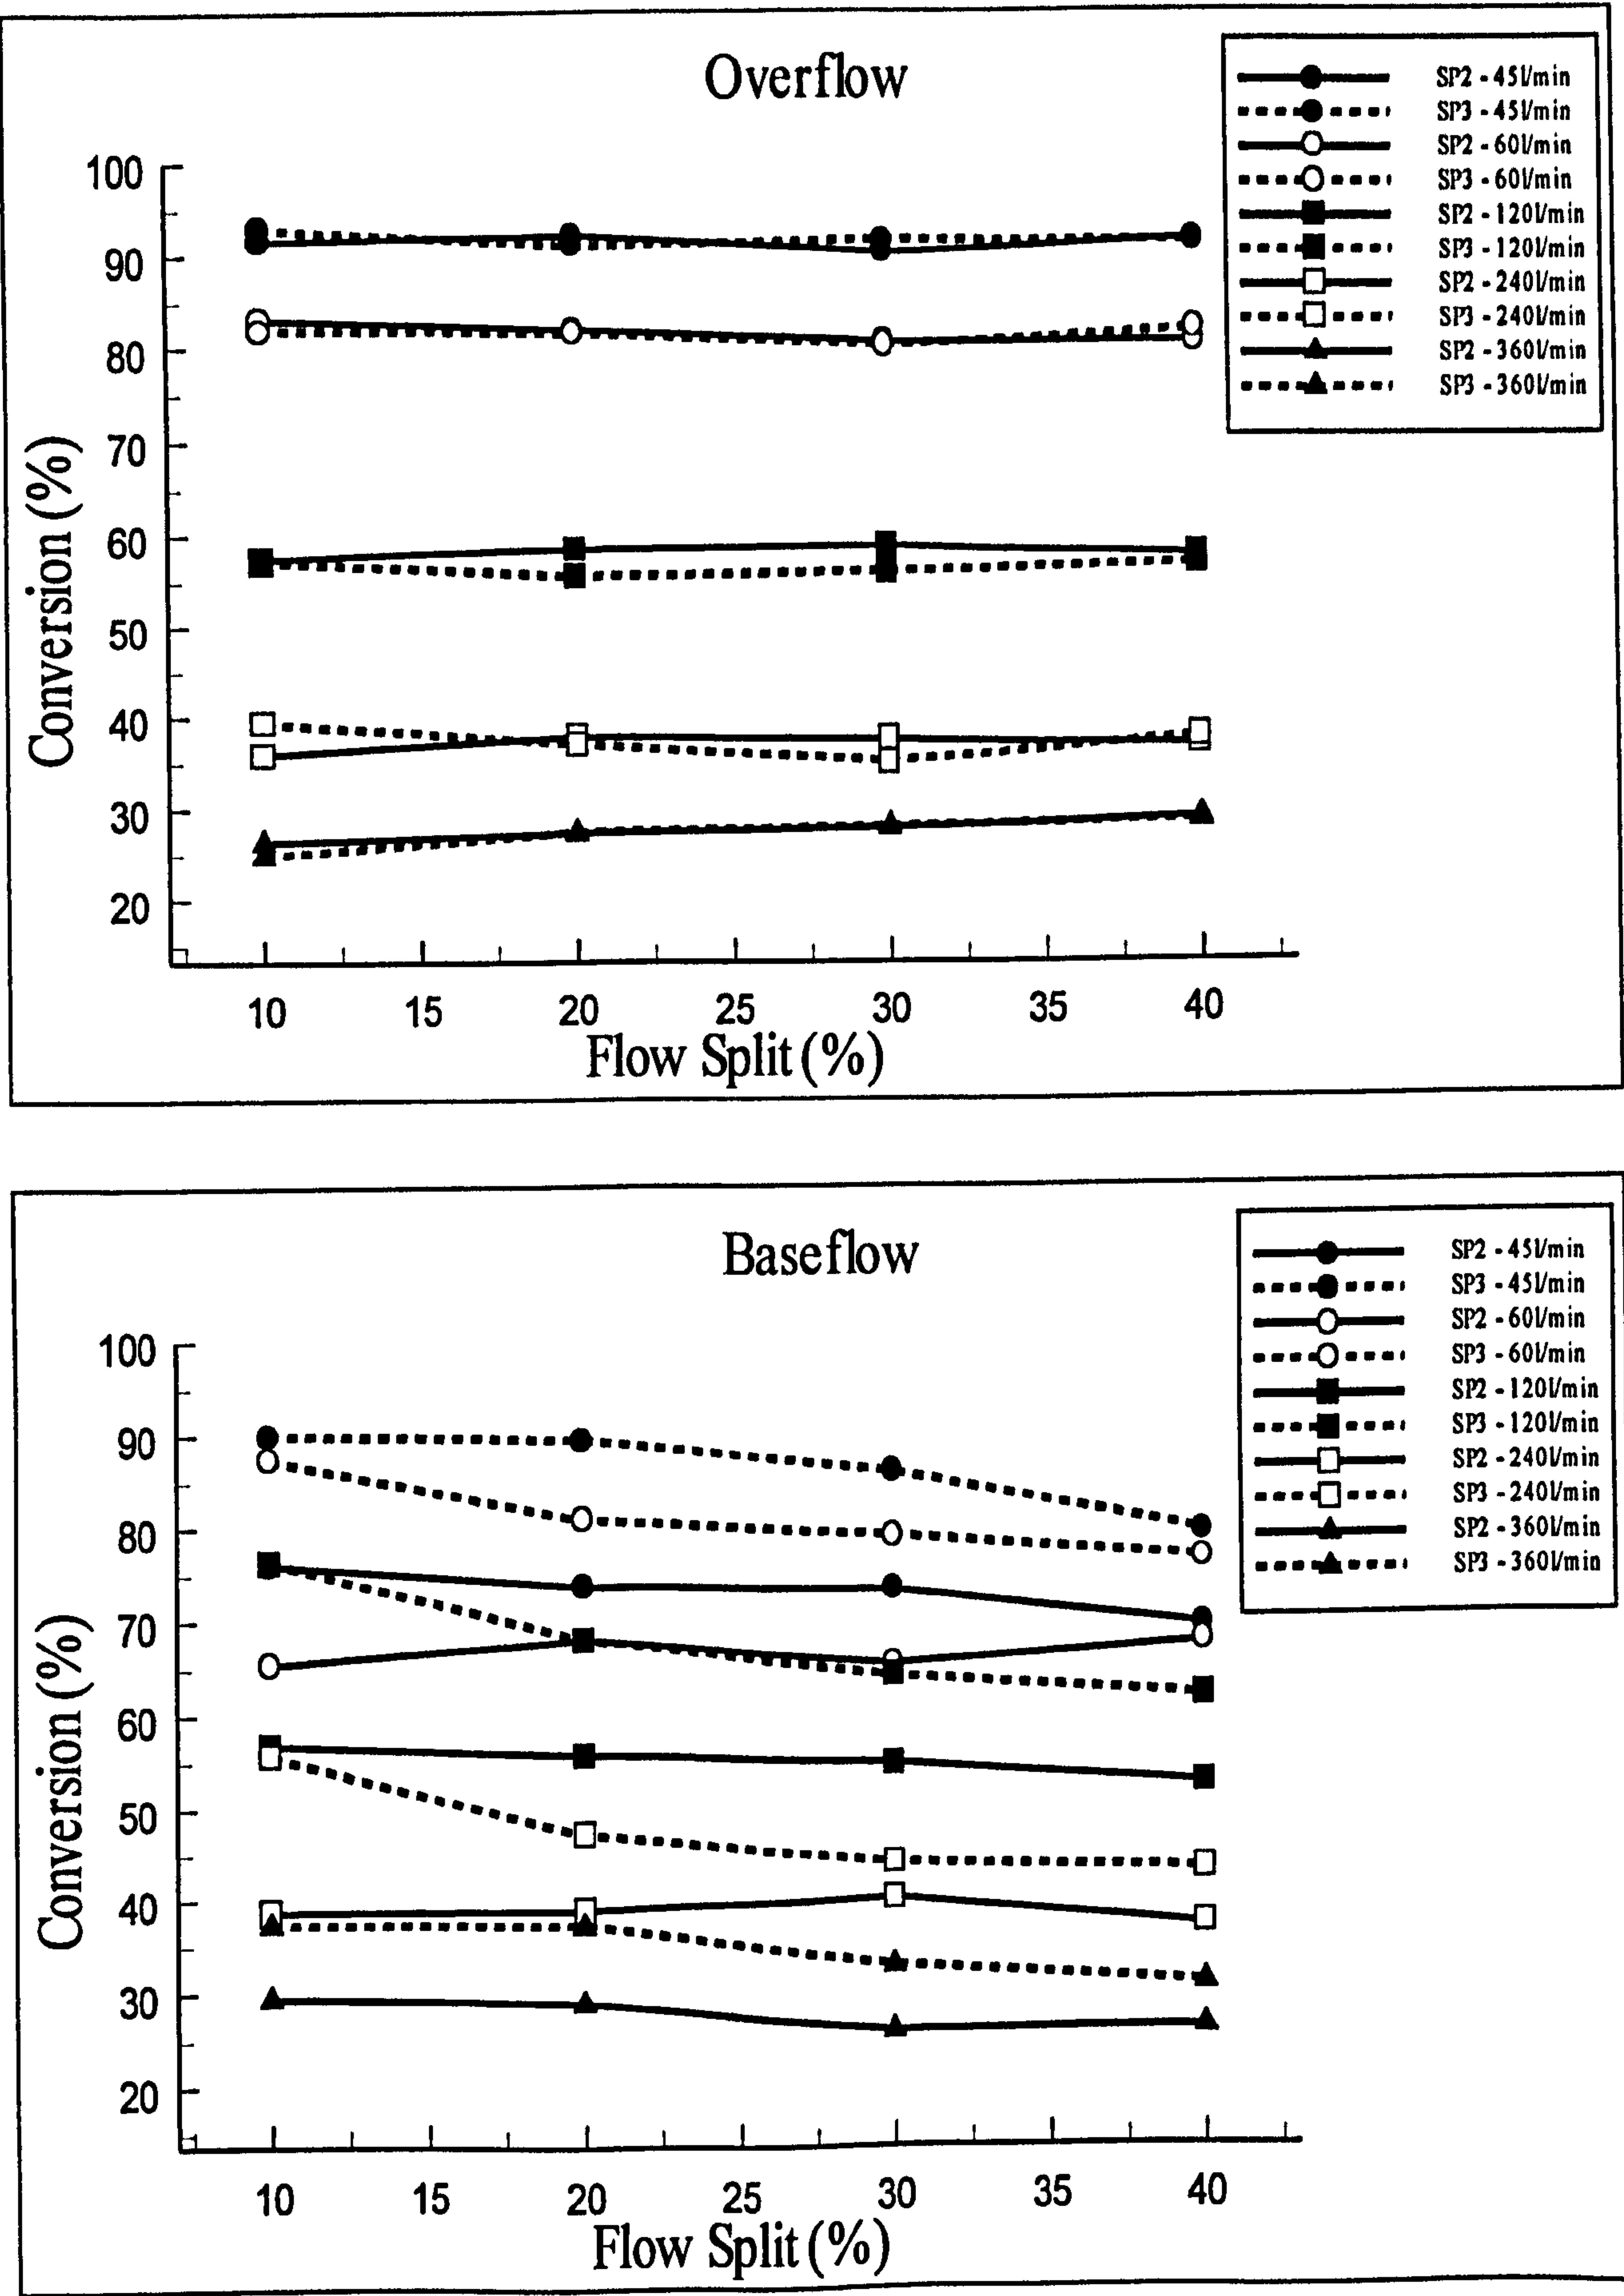 Overflow
SP2 - 45l/min
SP3 - 45l/min
SP2 - 60l/min
SP3 - 60l/min
SP2 - 120l/min
SP3 - 120l/min
SP2 - 240l/min
SP3 - 240l/min
SP2 - 360l/min
SP3 - 360l/min
100
90
80
70
60
50
40
30
20
Conversion (%)
10 15 20 25 30 35 40
Flow Split (%)
Baseflow
SP2 - 45l/min
SP3 - 45l/min
SP2 - 60l/min
SP3 - 60l/min
SP2 - 120l/min
SP3 - 120l/min
SP2 - 240l/min
SP3 - 240l/min
SP2 - 360l/min
SP3 - 360l/min
100
90
80
70
60
50
40
30
20
Conversion (%)
10 15 20 25 30 35 40
Flow Split (%)